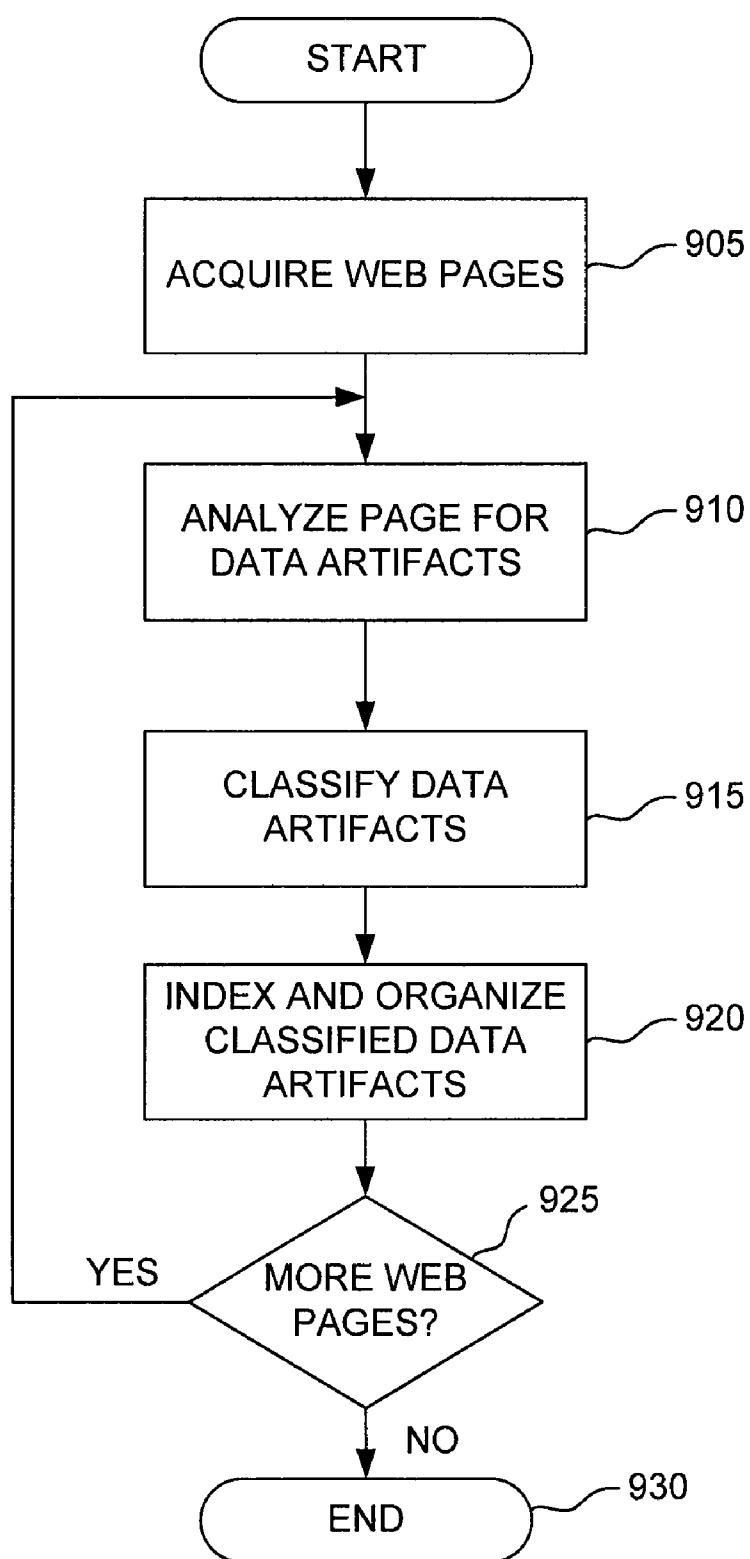 START
ACQUIRE WEB PAGES
905
ANALYZE PAGE FOR
DATA ARTIFACTS
910
CLASSIFY DATA
ARTIFACTS
915
INDEX AND ORGANIZE
CLASSIFIED DATA
ARTIFACTS
920
925
YES
MORE WEB
PAGES?
NO
END
930